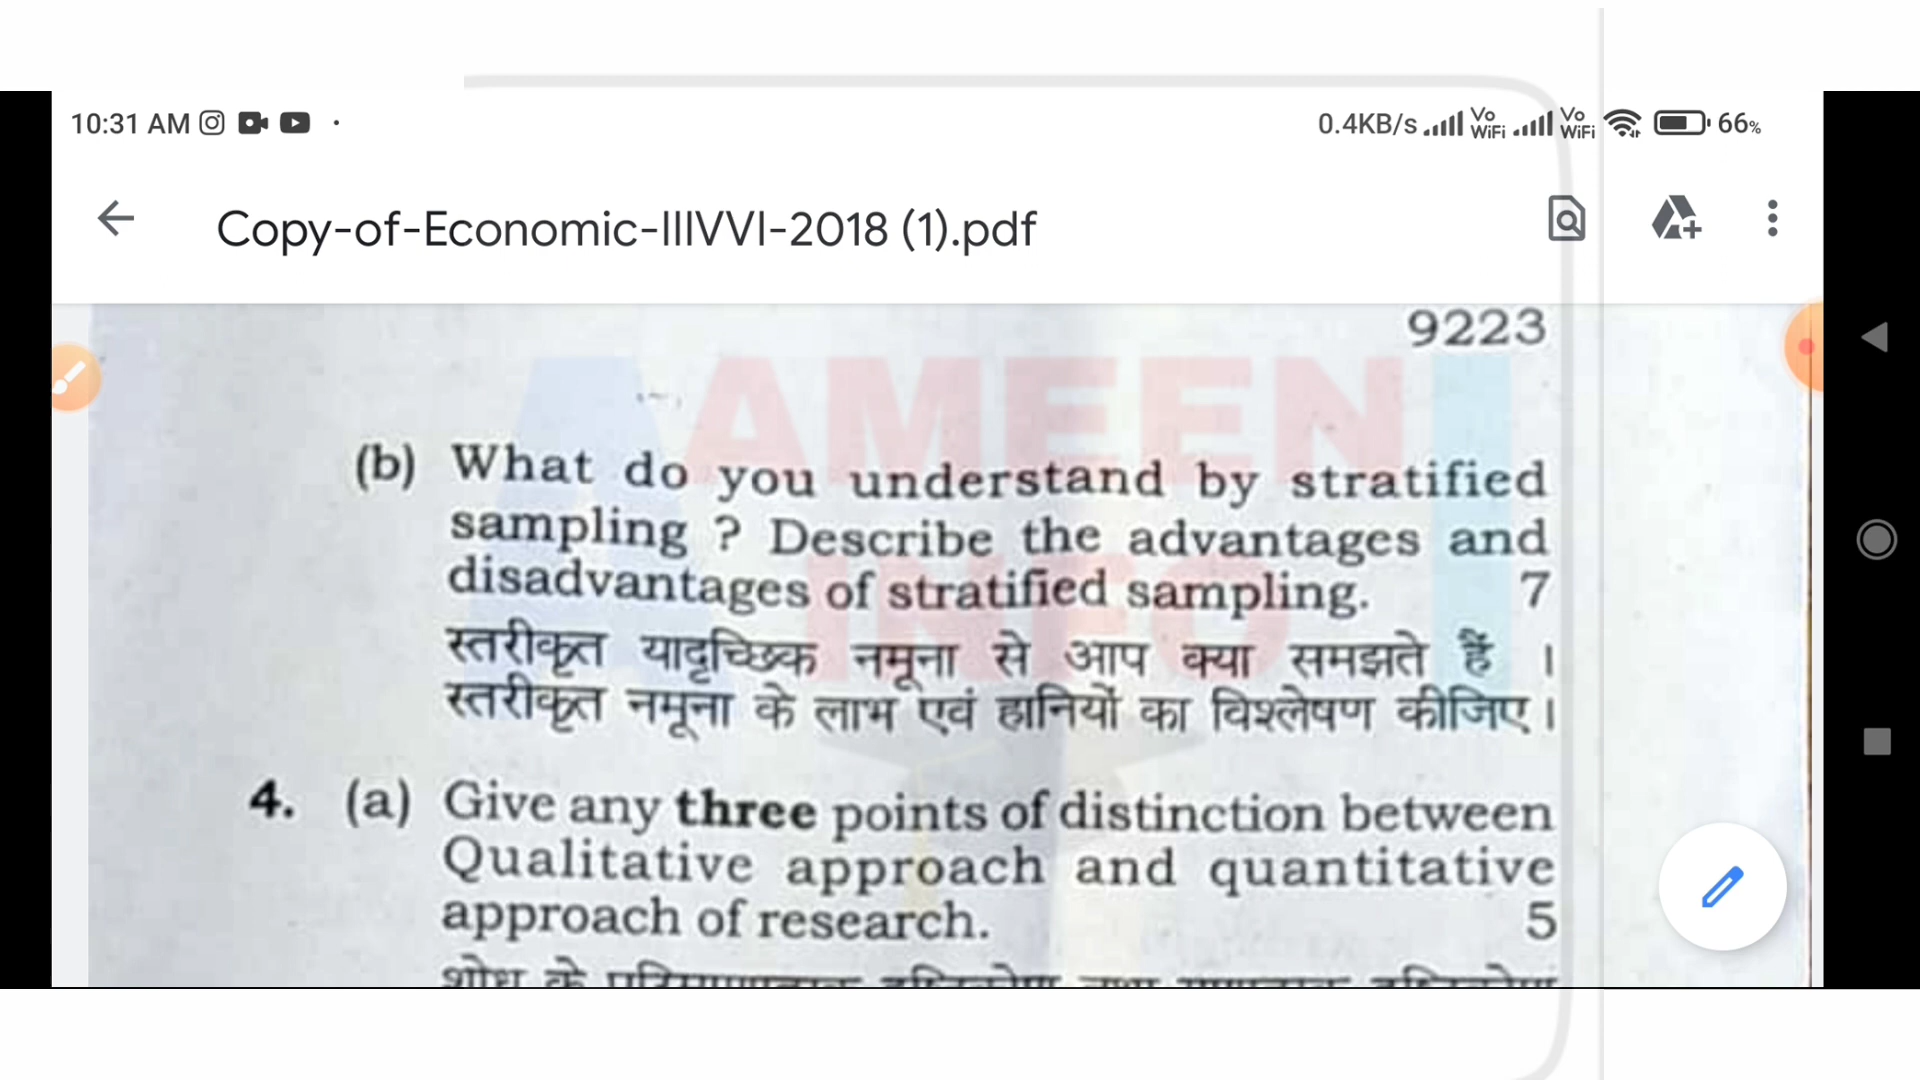 10:31 AM
0.4KB/s Vo WiFi Vo WiFi 66%
Copy-of-Economic-IIIVVI-2018 (1).pdf
9223
AMEEN
INFO
(b) What do you understand by stratified
sampling ? Describe the advantages and
disadvantages of stratified sampling. 7
स्तरीकृत यादृच्छिक नमूना से आप क्या समझते हैं ।
स्तरीकृत नमूना के लाभ एवं हानियों का विश्लेषण कीजिए।
4. (a) Give any three points of distinction between
Qualitative approach and quantitative
approach of research. 5
शोध के